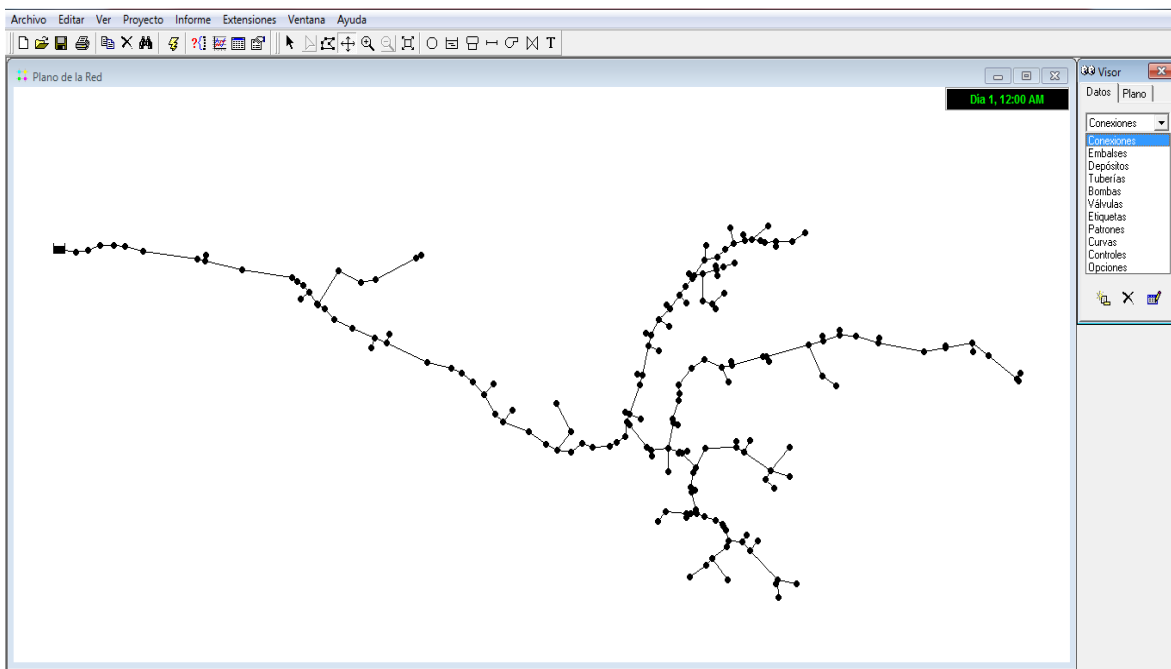 Archivo Editar Ver Proyecto Informe Extensiones Ventana Ayuda
T
Plano de la Red
Dia 1, 12:00 AM
Visor
Datos Plano
Conexiones
Conexiones
Embalses
Depósitos
Tuberías
Bombas
Válvulas
Etiquetas
Patrones
Curvas
Controles
Opciones